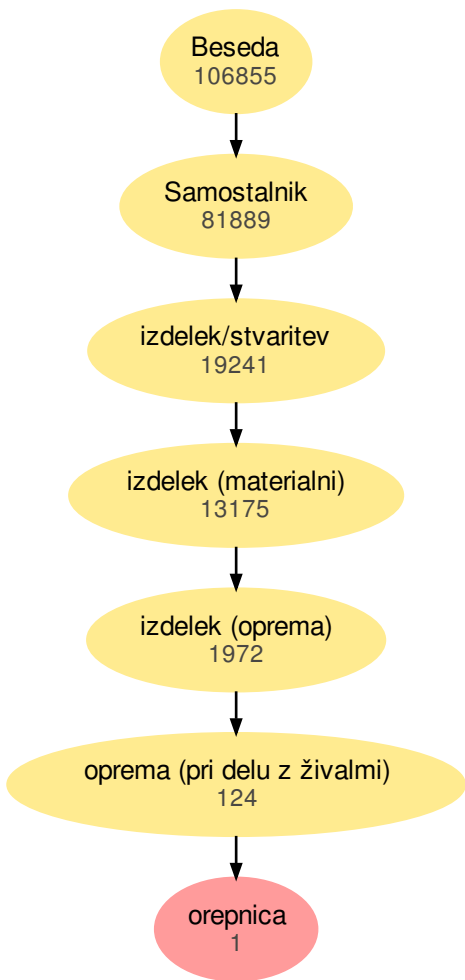 Beseda
106855
Samostalnik
81889
izdelek/stvaritev
19241
izdelek (materialni)
13175
izdelek (oprema)
1972
oprema (pri delu z živalmi)
124
orepnica
1